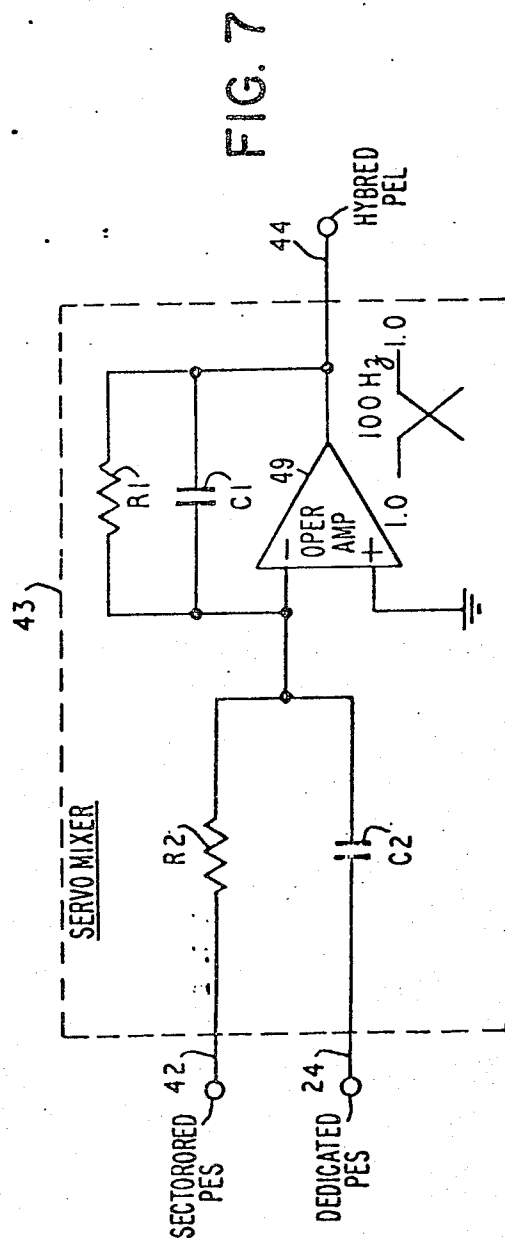 FIG. 7
43
SERVO MIXER
R1
C1
SECTORORED
PES
42
R2
49
OPER
AMP
−
+
44
HYBRED
PEL
DEDICATED
PES
24
C2
100 Hz
1.0
1.0